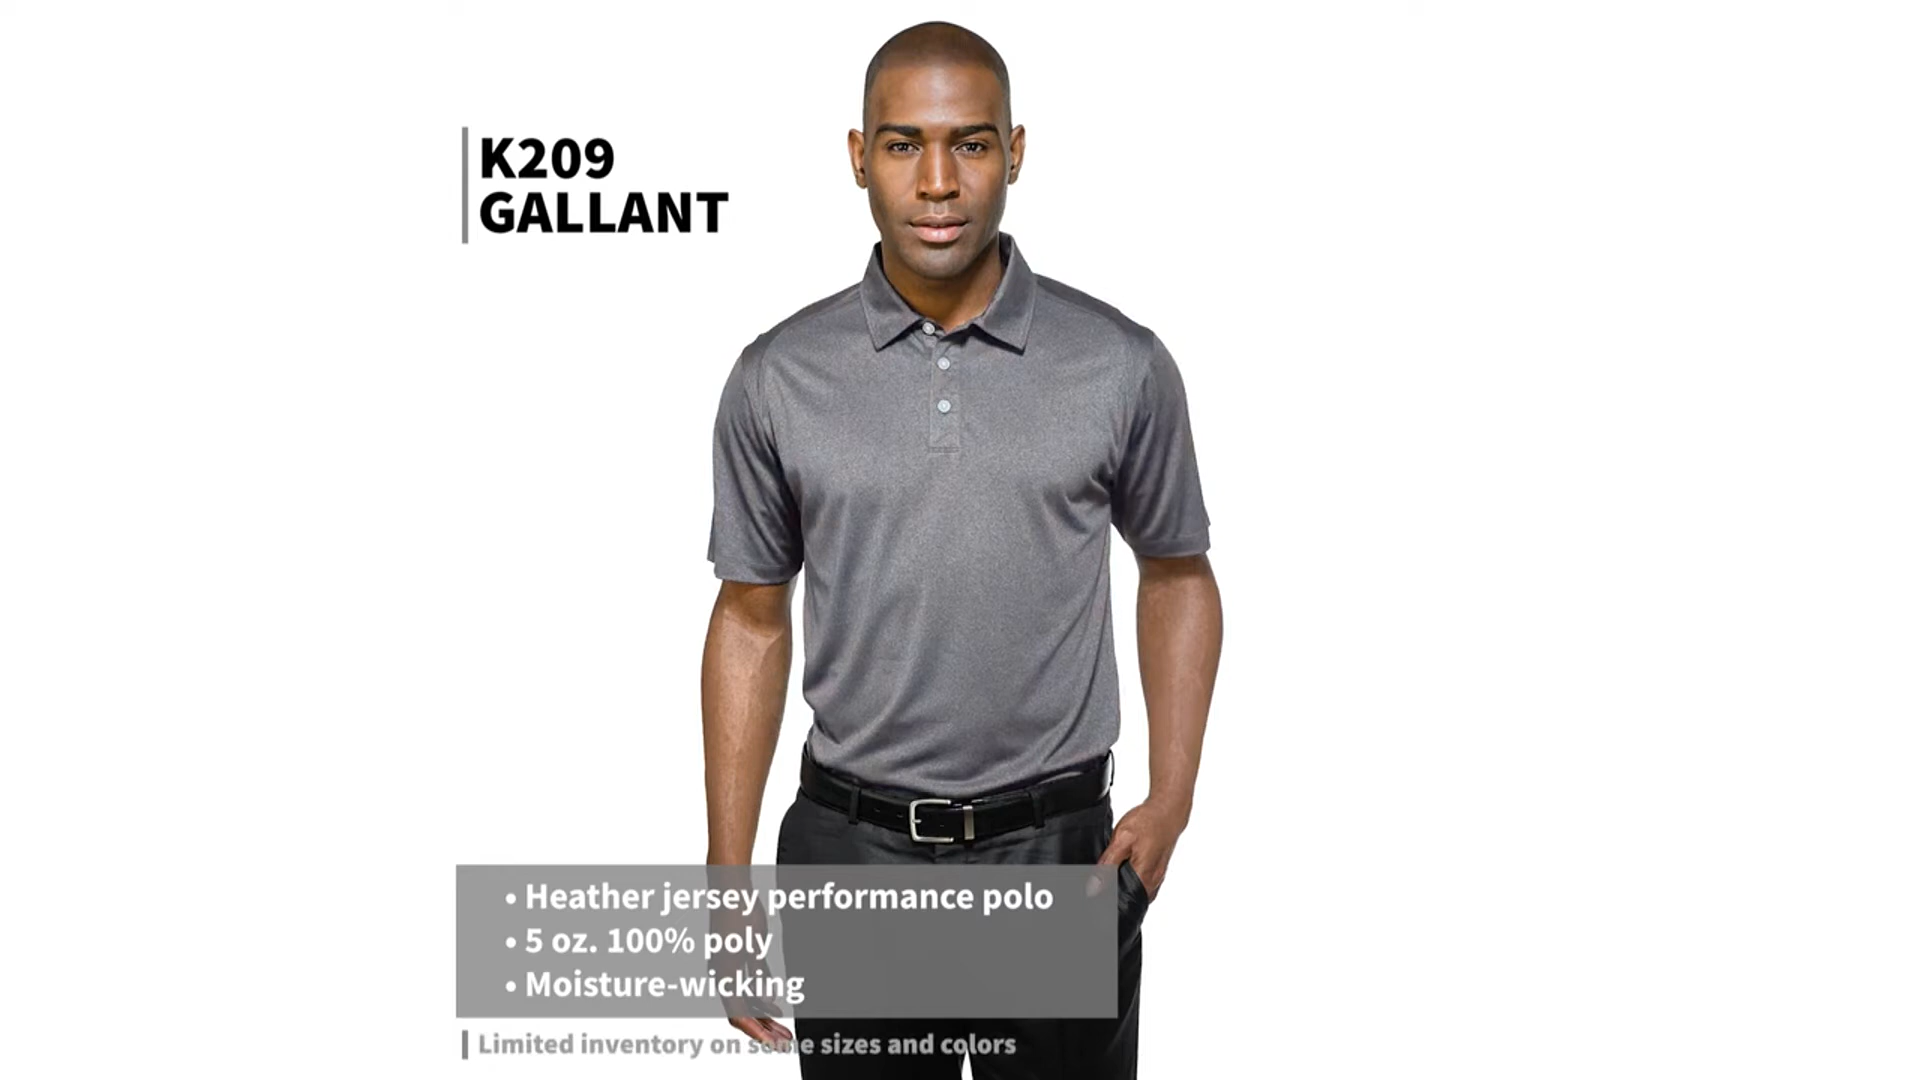 K209
GALLANT
• Heather jersey performance polo
• 5 oz. 100% poly
• Moisture-wicking
Limited inventory on some sizes and colors